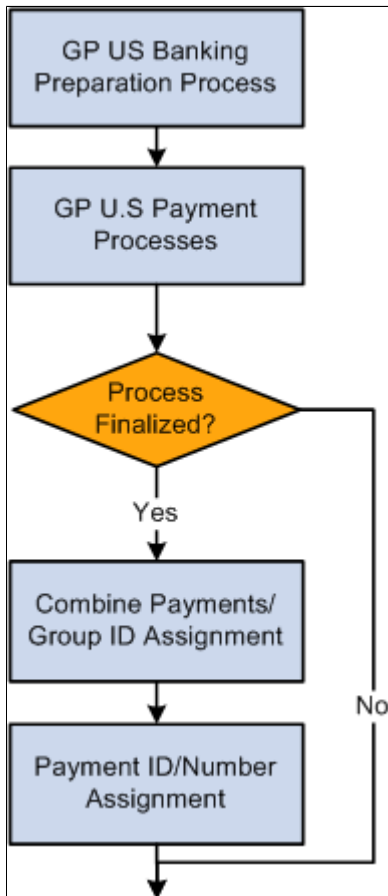 GP US Banking
Preparation Process
GP U.S Payment
Processes
Process
Finalized?
Yes
Combine Payments/
Group ID Assignment
No
Payment ID/Number
Assignment